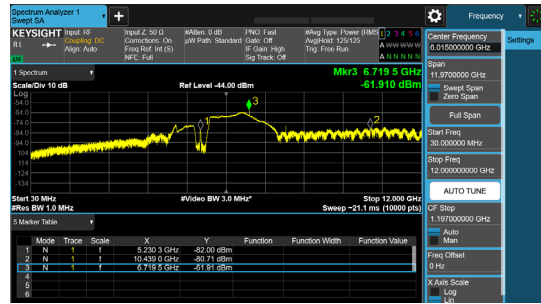 Spectrum Analyzer 1
Swept SA
+
Frequency
KEYSIGHT
Input: RF
Coupling: DC
Align: Auto
Input Z: 50 Ω
Corrections: On
Freq Ref: Int (S)
NFE: Full
#Atten: 0 dB
µW Path: Standard
PNO: Fast
Gate: Off
IF Gain: High
Sig Track: Off
#Avg Type: Power (RMS
Avg|Hold: 125/125
Trig: Free Run
1 2 3 4 5 6
A W W W W W
A N N N N N
RL
1 Spectrum
Scale/Div 10 dB
Ref Level -44.00 dBm
Mkr3 6.719 5 GHz
-61.910 dBm
Log
-54.0
-64.0
-74.0
-84.0
-94.0
-104
-114
-124
-134
1
2
3
Start 30 MHz
#Res BW 1.0 MHz
#Video BW 3.0 MHz*
Stop 12.000 GHz
Sweep ~21.1 ms (10000 pts)
5 Marker Table
Mode Trace Scale X Y Function Function Width Function Value
1 N 1 f 5.230 3 GHz -82.00 dBm
2 N 1 f 10.439 0 GHz -80.71 dBm
3 N 1 f 6.719 5 GHz -61.91 dBm
4
5
6
Center Frequency
6.015000000 GHz
Settings
Span
11.9700000 GHz
Swept Span
Zero Span
Full Span
Start Freq
30.000000 MHz
Stop Freq
12.000000000 GHz
AUTO TUNE
CF Step
1.197000000 GHz
Auto
Man
Freq Offset
0 Hz
X Axis Scale
Log
Lin